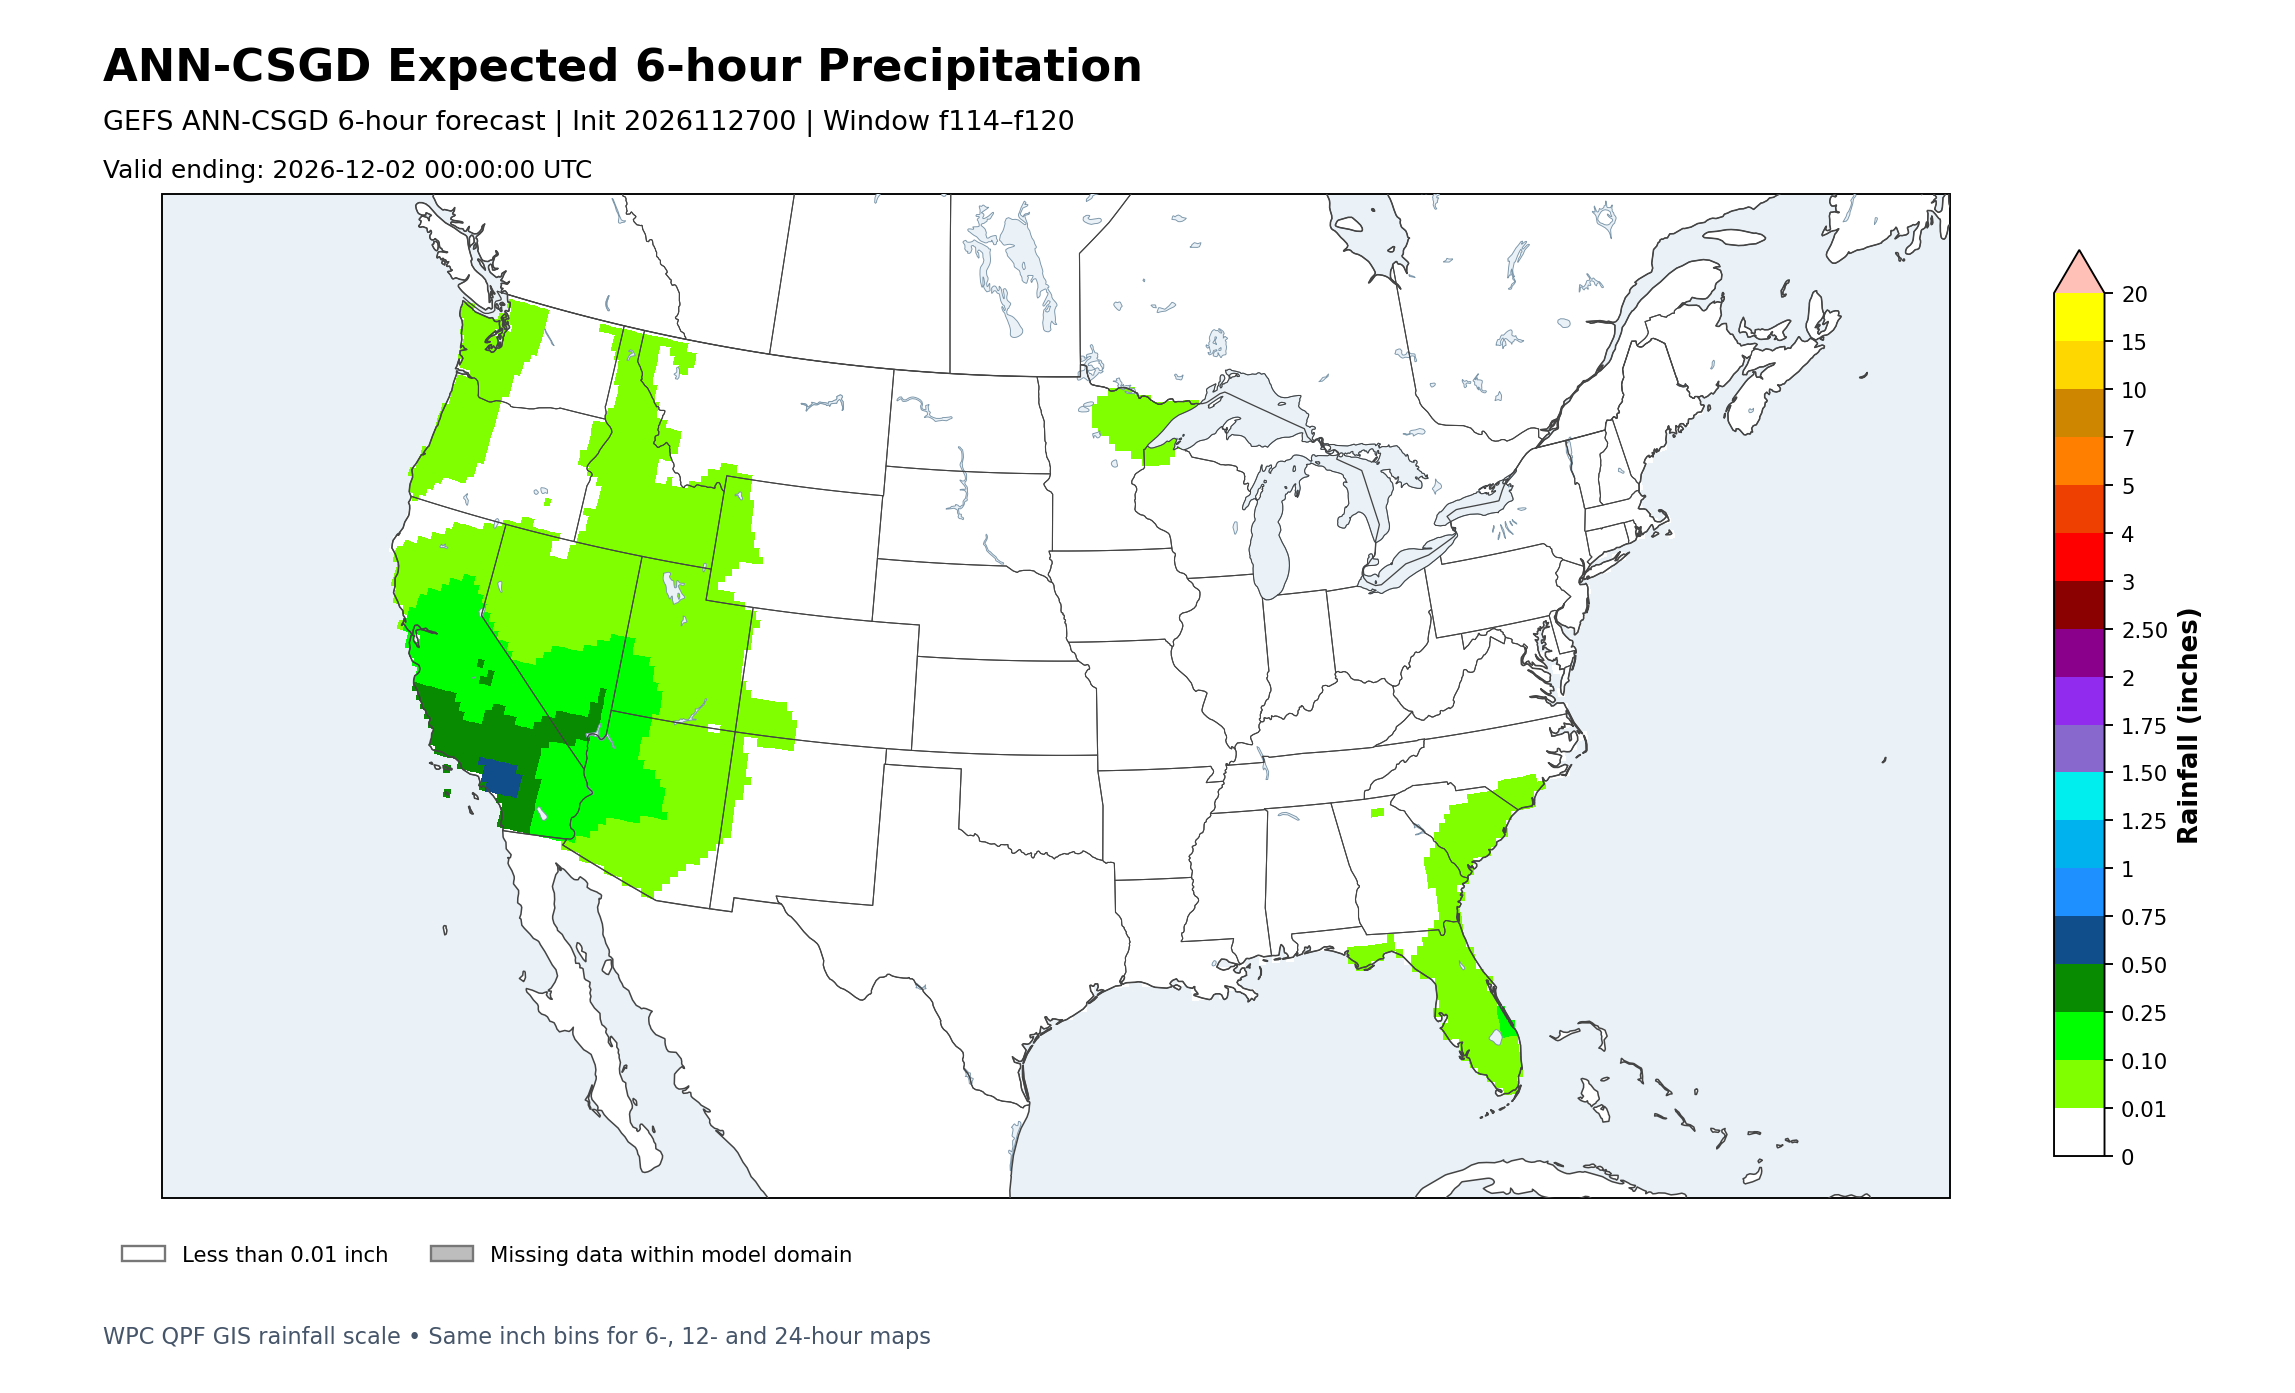 ANN-CSGD Expected 6-hour Precipitation
GEFS ANN-CSGD 6-hour forecast | Init 2026112700 | Window f114–f120
Valid ending: 2026-12-02 00:00:00 UTC
20
15
10
7
5
4
3
2.50
2
1.75
1.50
1.25
1
0.75
0.50
0.25
0.10
0.01
0
Rainfall (inches)
Less than 0.01 inch
Missing data within model domain
WPC QPF GIS rainfall scale • Same inch bins for 6-, 12- and 24-hour maps